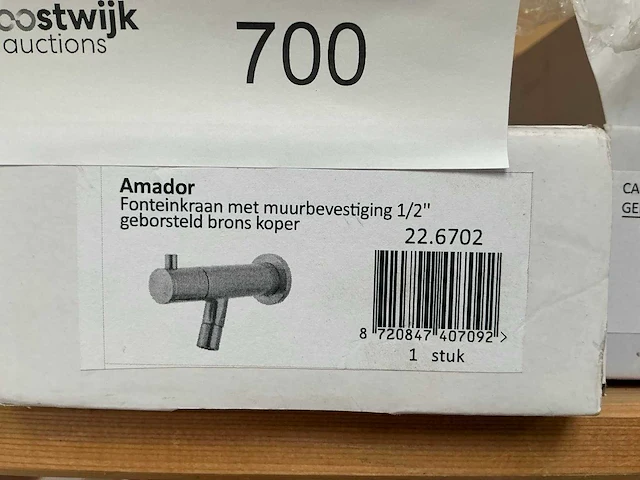 oostwijk
auctions
700
Amador
Fonteinkraan met muurbevestiging 1/2"
geborsteld brons koper
22.6702
8 720847 407092 >
1 stuk
CA
GE